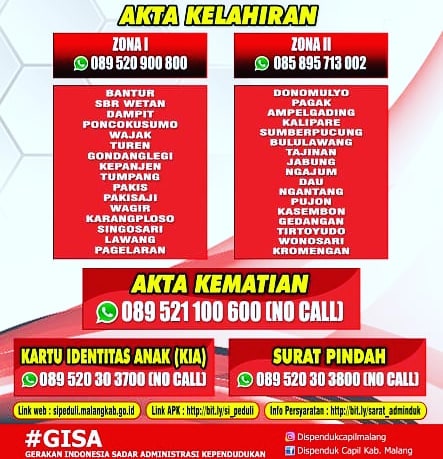 AKTA KELAHIRAN
ZONA I
089 520 900 800
BANTUR
SBR WETAN
DAMPIT
PONCOKUSUMO
WAJAK
TUREN
GONDANGLEGI
KEPANJEN
TUMPANG
PAKIS
PAKISAJI
WAGIR
KARANGPLOSO
SINGOSARI
LAWANG
PAGELARAN
ZONA II
085 895 713 002
DONOMULYO
PAGAK
AMPELGADING
KALIPARE
SUMBERPUCUNG
BULULAWANG
TAJINAN
JABUNG
NGAJUM
DAU
NGANTANG
PUJON
KASEMBON
GEDANGAN
TIRTOYUDO
WONOSARI
KROMENGAN
AKTA KEMATIAN
089 521 100 600 (NO CALL)
KARTU IDENTITAS ANAK (KIA)
089 520 30 3700 (NO CALL)
SURAT PINDAH
089 520 30 3800 (NO CALL)
Link web : sipeduli.malangkab.go.id
Link APK : http://bit.ly/si_peduli
Info Persyaratan : http://bit.ly/sarat_adminduk
#GISA
GERAKAN INDONESIA SADAR ADMINISTRASI KEPENDUDUKAN
Dispendukcapilmalang
Dispenduk Capil Kab. Malang